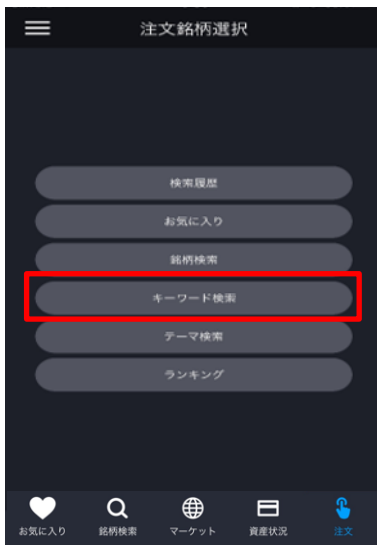 注文銘柄選択
検索履歴
お気に入り
銘柄検索
キーワード検索
テーマ検索
ランキング
お気に入り 銘柄検索 マーケット 資産状況 注文